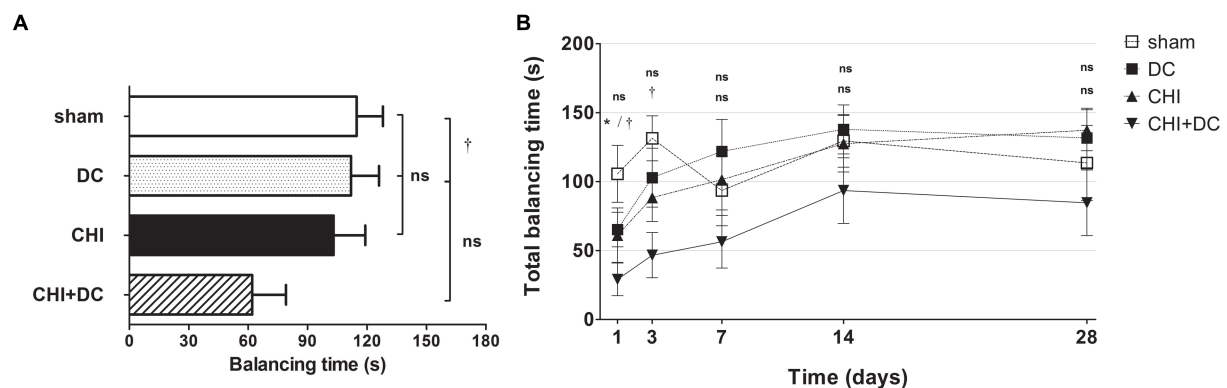 A
sham
DC
CHI
CHI+DC
ns
†
ns
0 30 60 90 120 150 180
Balancing time (s)
B
Total balancing time (s)
200
150
100
50
0
ns
* / †
ns
†
ns
ns
ns
ns
ns
ns
1 3 7 14 28
Time (days)
sham
DC
CHI
CHI+DC